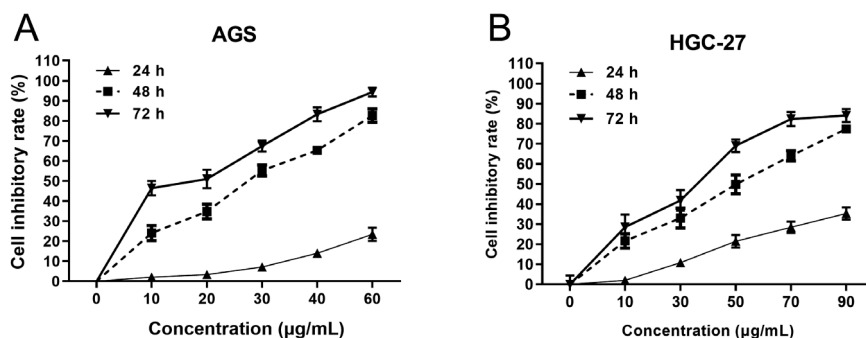 A
AGS
24 h
48 h
72 h
Cell inhibitory rate (%)
110
100
90
80
70
60
50
40
30
20
10
0
0 10 20 30 40 60
Concentration (μg/mL)
B
HGC-27
24 h
48 h
72 h
Cell inhibitory rate (%)
110
100
90
80
70
60
50
40
30
20
10
0
0 10 30 50 70 90
Concentration (μg/mL)